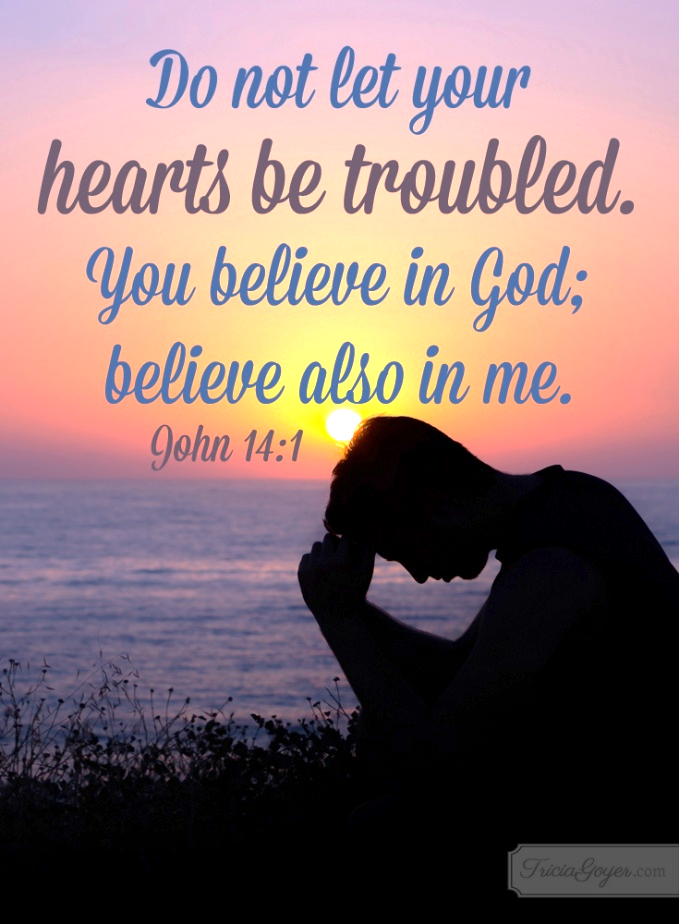 Do not let your
hearts be troubled.
You believe in God;
believe also in me.
John 14:1
TriciaGoyer.com